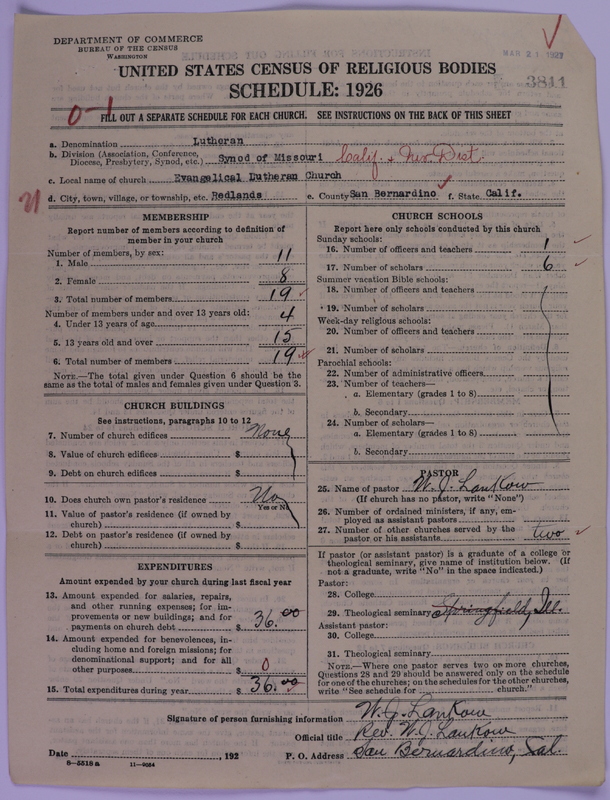 DEPARTMENT OF COMMERCE
BUREAU OF THE CENSUS
WASHINGTON
MAR 21 1927
UNITED STATES CENSUS OF RELIGIOUS BODIES
SCHEDULE: 1926
3811
0-1
FILL OUT A SEPARATE SCHEDULE FOR EACH CHURCH. SEE INSTRUCTIONS ON THE BACK OF THIS SHEET
a. Denomination Lutheran
b. Division (Association, Conference, Diocese, Presbytery, Synod, etc.) Synod of Missouri Calif. + Nev. Dist.
c. Local name of church Evangelical Lutheran Church
d. City, town, village, or township, etc. Redlands e. County San Bernardino f. State Calif.
MEMBERSHIP
Report number of members according to definition of
member in your church
Number of members, by sex:
1. Male 11
2. Female 8
3. Total number of members 19
Number of members under and over 13 years old:
4. Under 13 years of age 4
5. 13 years old and over 15
6. Total number of members 19
NOTE.—The total given under Question 6 should be
same as the total of males and females given under Question 3.
CHURCH BUILDINGS
See instructions, paragraphs 10 to 12
7. Number of church edifices None
8. Value of church edifices $
9. Debt on church edifices $
10. Does church own pastor's residence No
Yes or No
11. Value of pastor's residence (if owned by
church) $
12. Debt on pastor's residence (if owned by
church) $
EXPENDITURES
Amount expended by your church during last fiscal year
13. Amount expended for salaries, repairs,
and other running expenses; for im-
provements or new buildings; and for
payments on church debt $ 36.00
14. Amount expended for benevolences, in-
cluding home and foreign missions; for
denominational support; and for all
other purposes $ 0
15. Total expenditures during year $ 36.00
CHURCH SCHOOLS
Report here only schools conducted by this church
Sunday schools:
16. Number of officers and teachers 1
17. Number of scholars 6
Summer vacation Bible schools:
18. Number of officers and teachers
19. Number of scholars
Week-day religious schools:
20. Number of officers and teachers
21. Number of scholars
Parochial schools:
22. Number of administrative officers
23. Number of teachers—
a. Elementary (grades 1 to 8)
b. Secondary
24. Number of scholars—
a. Elementary (grades 1 to 8)
b. Secondary
PASTOR
25. Name of pastor W. J. Lankow
(If church has no pastor, write "None")
26. Number of ordained ministers, if any, em-
ployed as assistant pastors
27. Number of other churches served by the
pastor or his assistants two
If pastor (or assistant pastor) is a graduate of a college or
theological seminary, give name of institution below. (If
not a graduate, write "No" in the space indicated.)
Pastor:
28. College
29. Theological seminary Springfield, Ill.
Assistant pastor:
30. College
31. Theological seminary
NOTE.—Where one pastor serves two or more churches,
Questions 28 and 29 should be answered only on the schedule
for one of the churches; on the schedules for the other churches,
write "See schedule for church."
Signature of person furnishing information W. J. Lankow
Official title Rev. W. J. Lankow
Date , 192 P. O. Address San Bernardino, Cal.
8-5518 a 11-9554